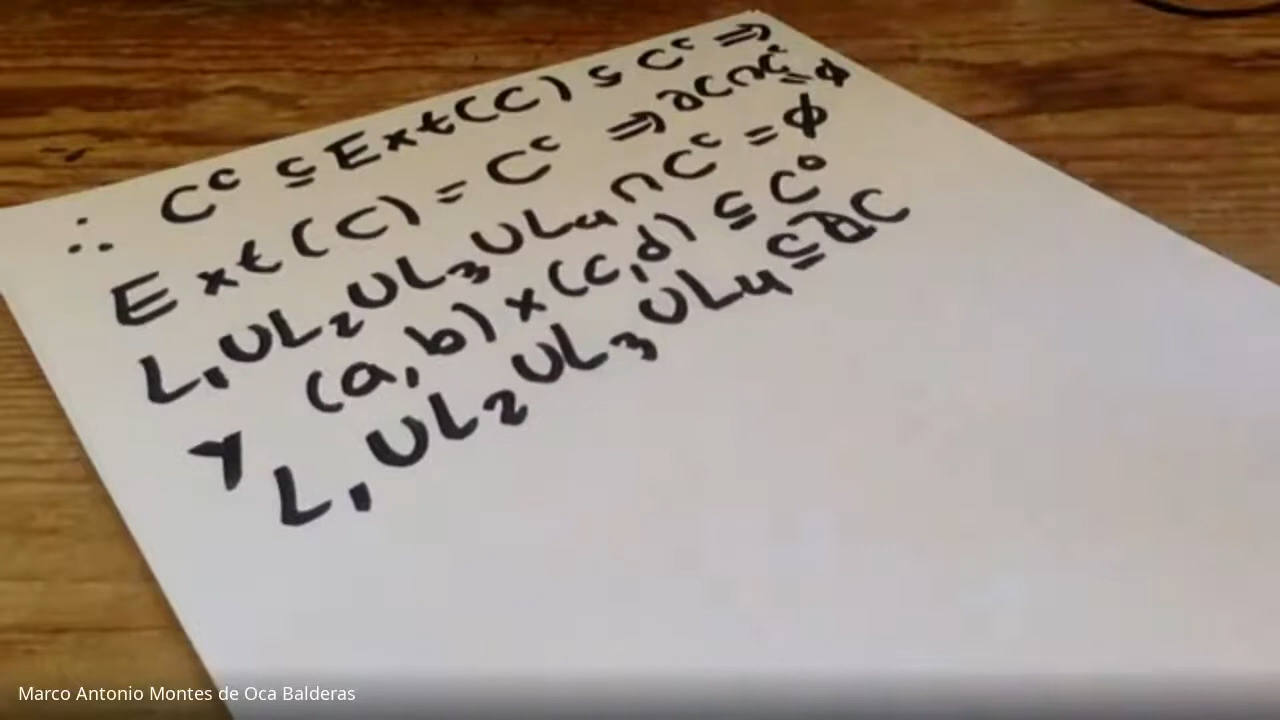 ∴ Cᶜ ⊆ Ext(C) ⊆ Cᶜ ⇒
Ext(C) = Cᶜ ⇒ ∂C∩Cᶜ = ϕ
L₁∪L₂∪L₃∪L₄∩Cᶜ = ϕ
(a,b)×(c,d) ⊆ C°
y L₁∪L₂∪L₃∪L₄⊆∂C
Marco Antonio Montes de Oca Balderas